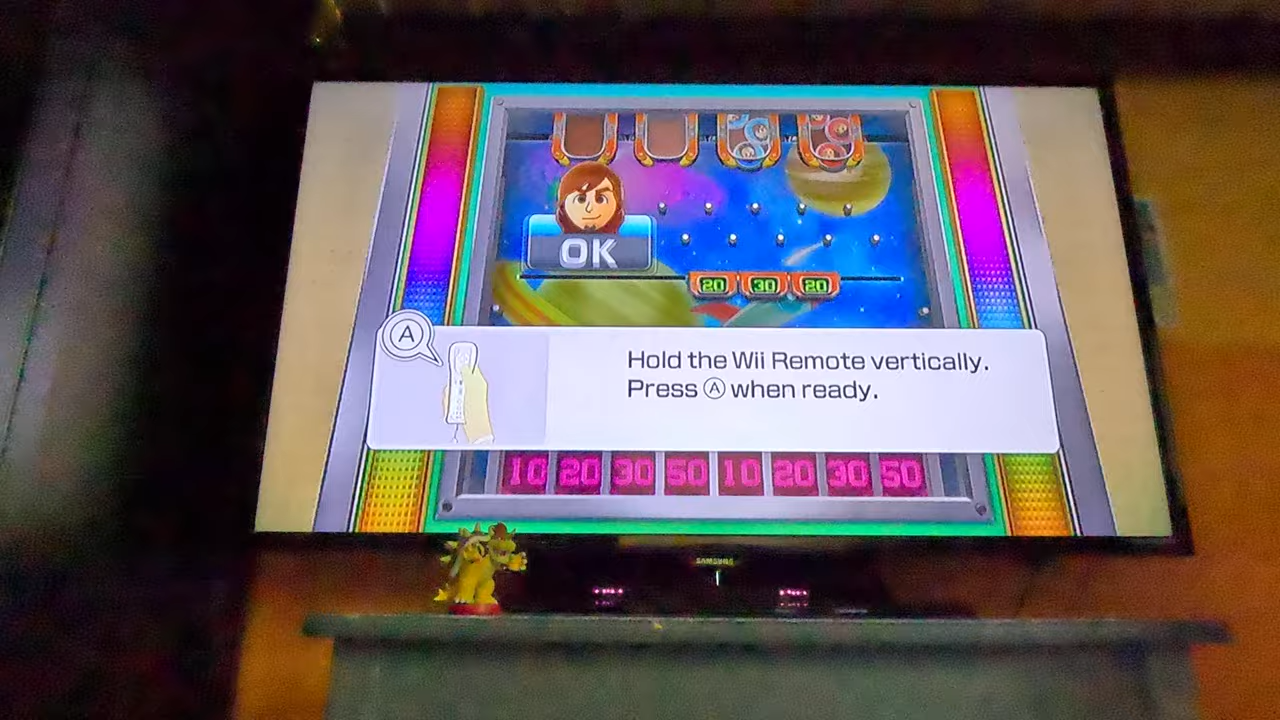 OK
20 30 20
A
Hold the Wii Remote vertically.
Press A when ready.
10 20 30 50 10 20 30 50
SAMSUNG